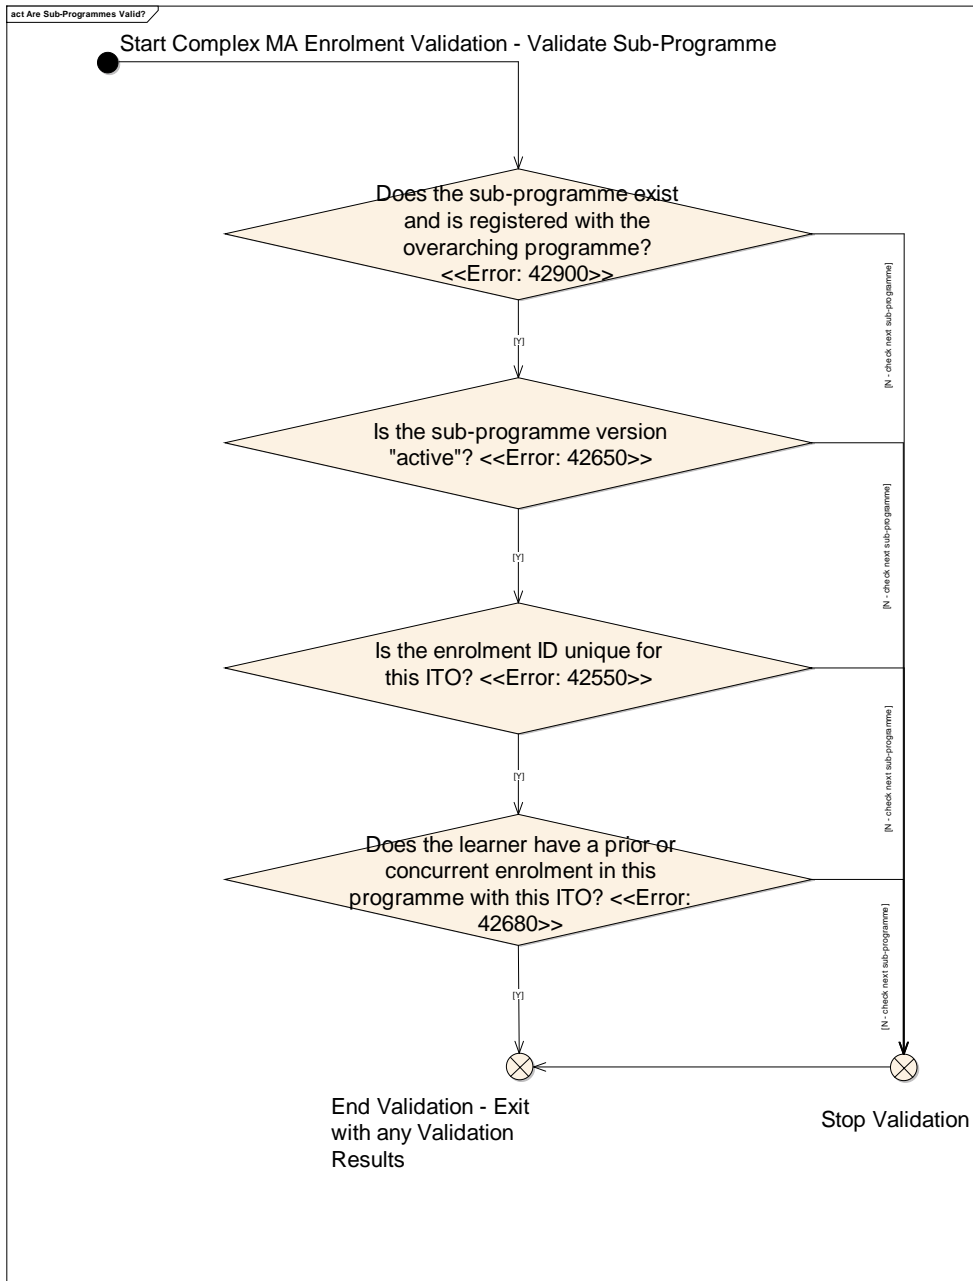 act Are Sub-Programmes Valid?
Start Complex MA Enrolment Validation - Validate Sub-Programme
Does the sub-programme exist
and is registered with the
overarching programme?
<<Error: 42900>>
[N - check next sub-programme]
[Y]
Is the sub-programme version
"active"? <<Error: 42650>>
[N - check next sub-programme]
[Y]
Is the enrolment ID unique for
this ITO? <<Error: 42550>>
[N - check next sub-programme]
[Y]
Does the learner have a prior or
concurrent enrolment in this
programme with this ITO? <<Error:
42680>>
[N - check next sub-programme]
[Y]
End Validation - Exit
with any Validation
Results
Stop Validation